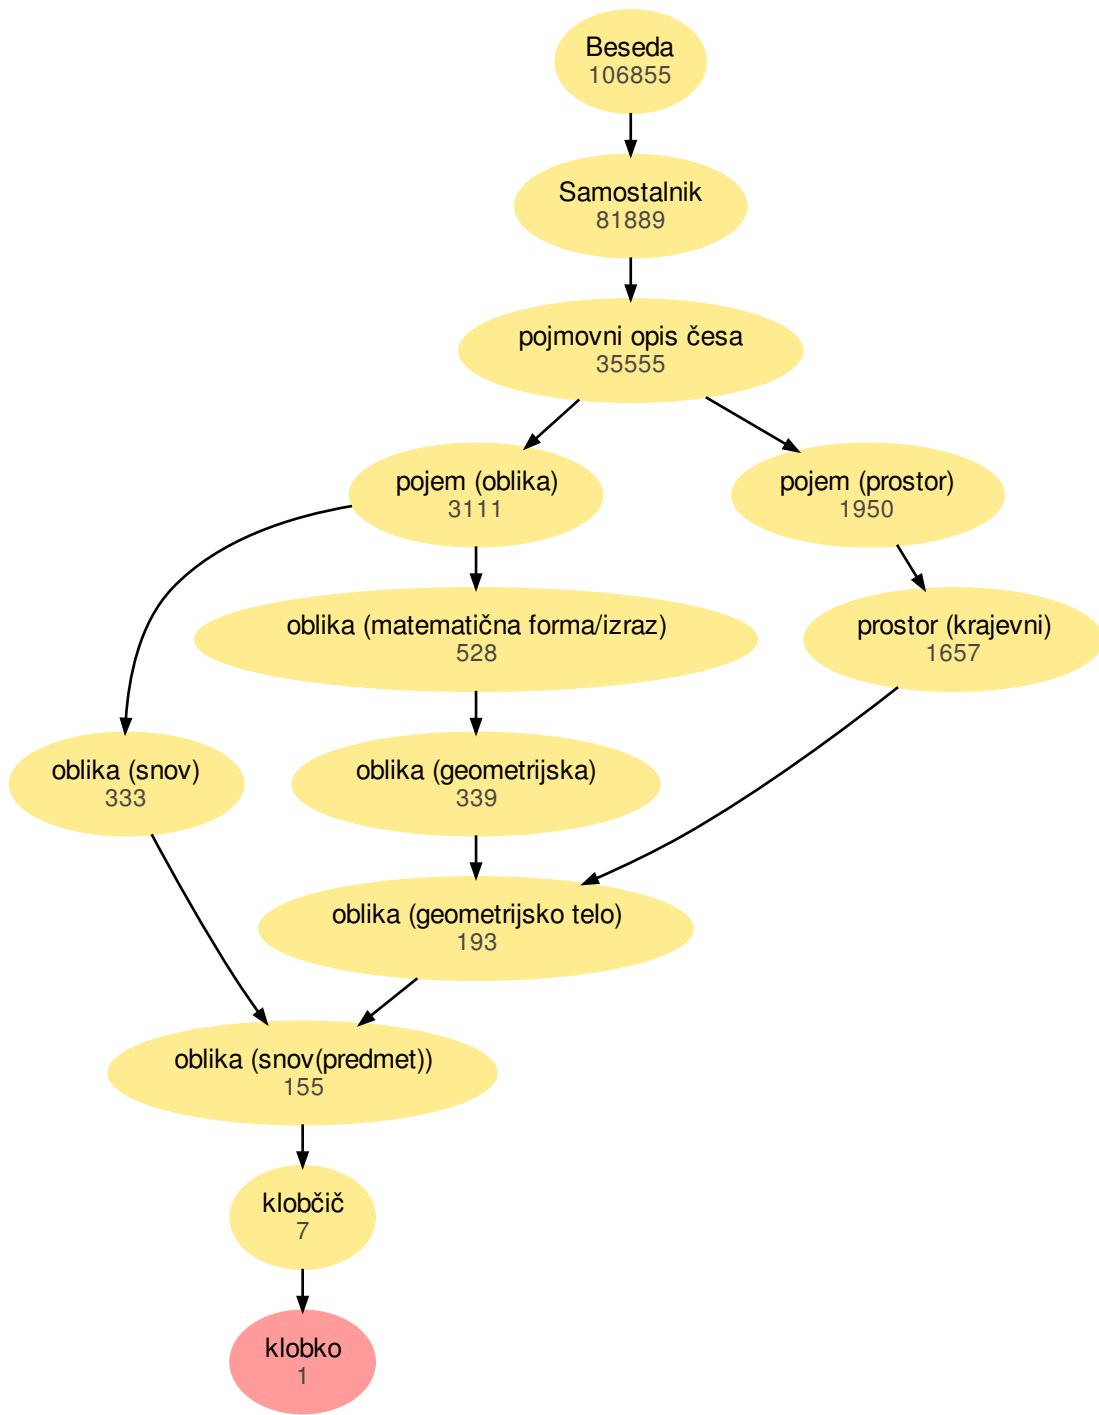 Beseda
106855
Samostalnik
81889
pojmovni opis česa
35555
pojem (oblika)
3111
pojem (prostor)
1950
oblika (matematična forma/izraz)
528
prostor (krajevni)
1657
oblika (snov)
333
oblika (geometrijska)
339
oblika (geometrijsko telo)
193
oblika (snov(predmet))
155
klobčič
7
klobko
1